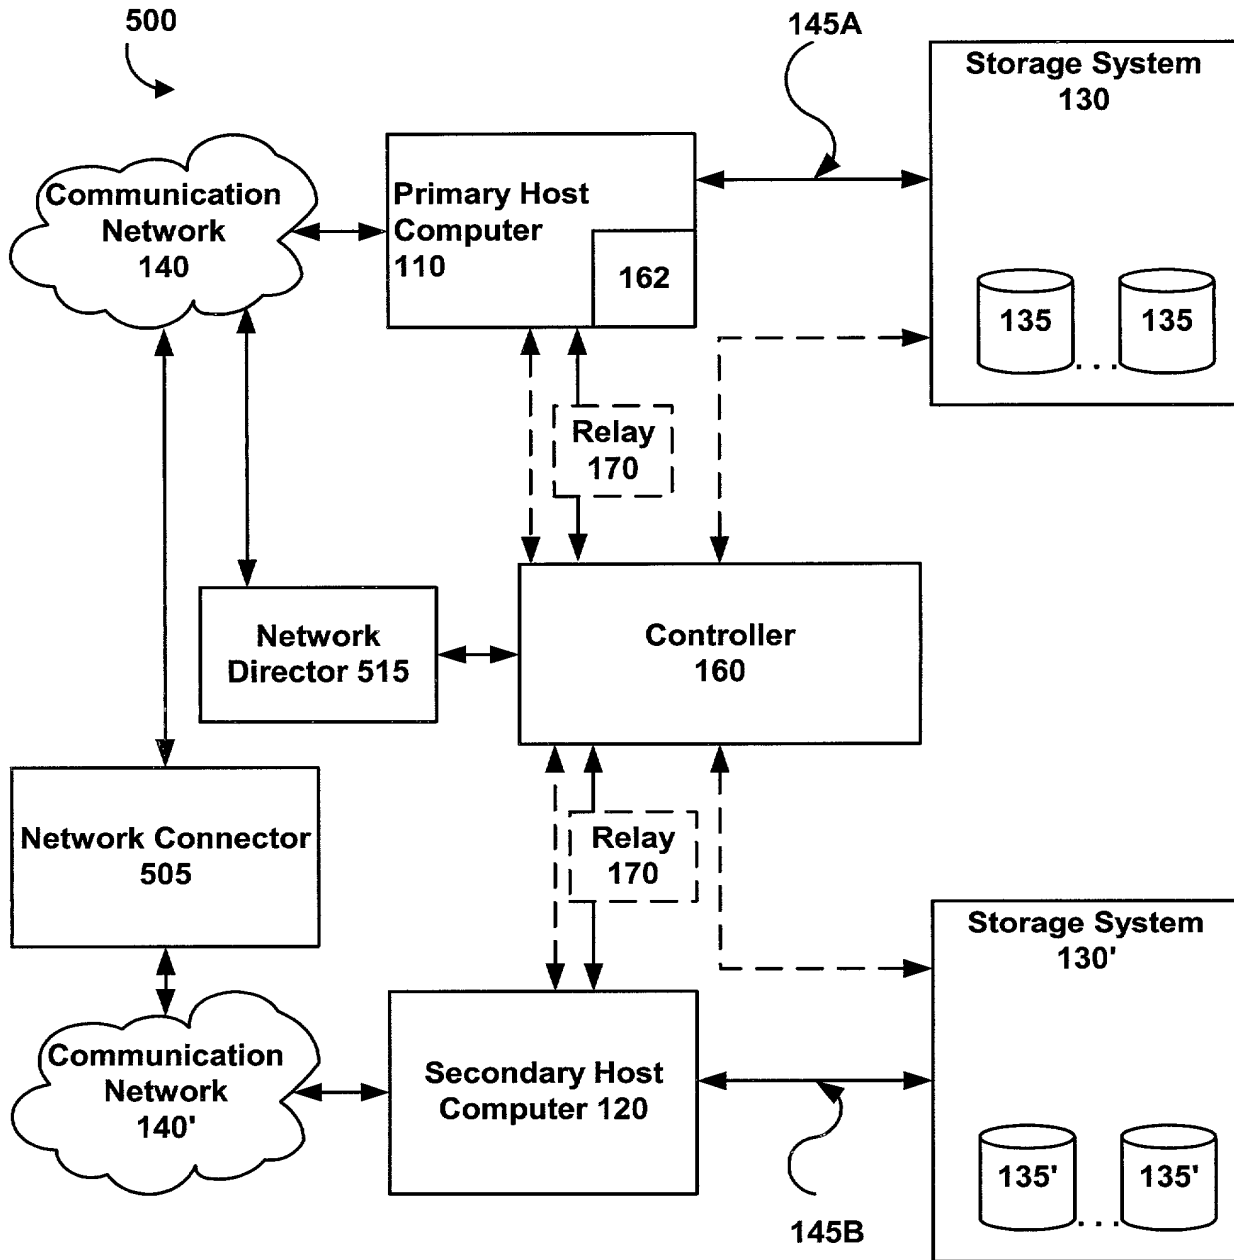 500
145A
Storage System
130
Communication
Network
140
Primary Host
Computer
110
162
135
135
...
Relay
170
Network
Director 515
Controller
160
Network Connector
505
Relay
170
Storage System
130'
Communication
Network
140'
Secondary Host
Computer 120
135'
135'
...
145B